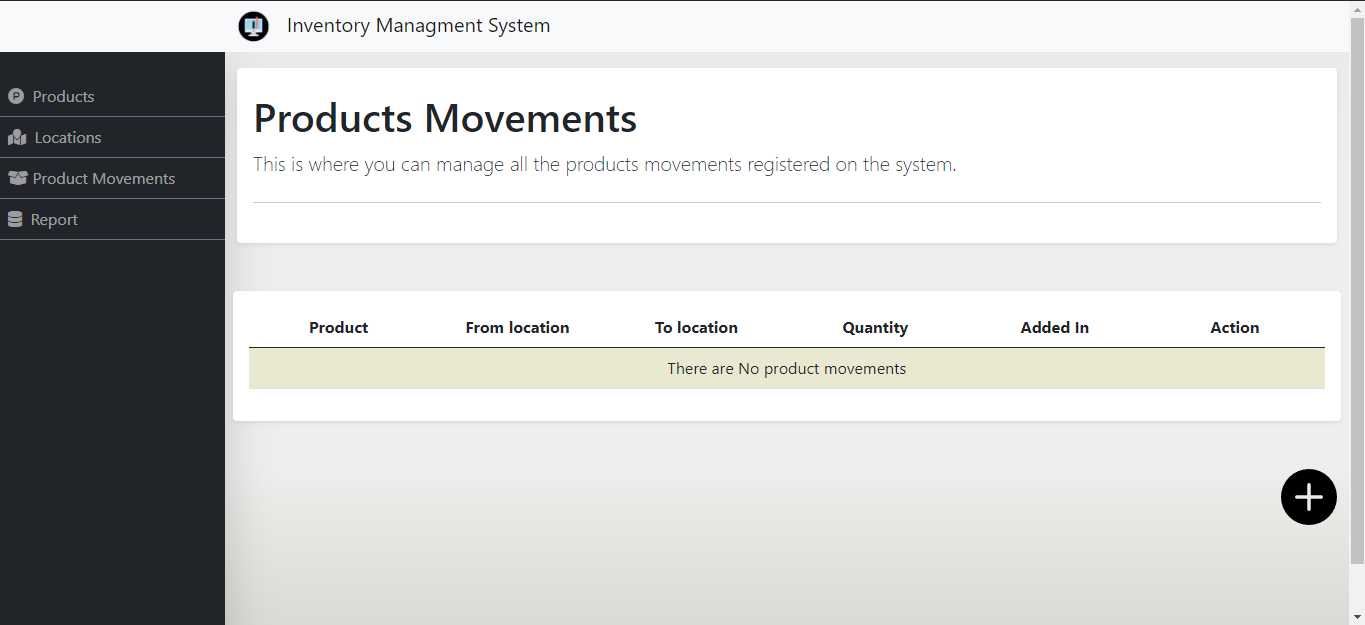 Inventory Managment System
Products
Locations
Product Movements
Report
Products Movements
This is where you can manage all the products movements registered on the system.
Product From location To location Quantity Added In Action
There are No product movements